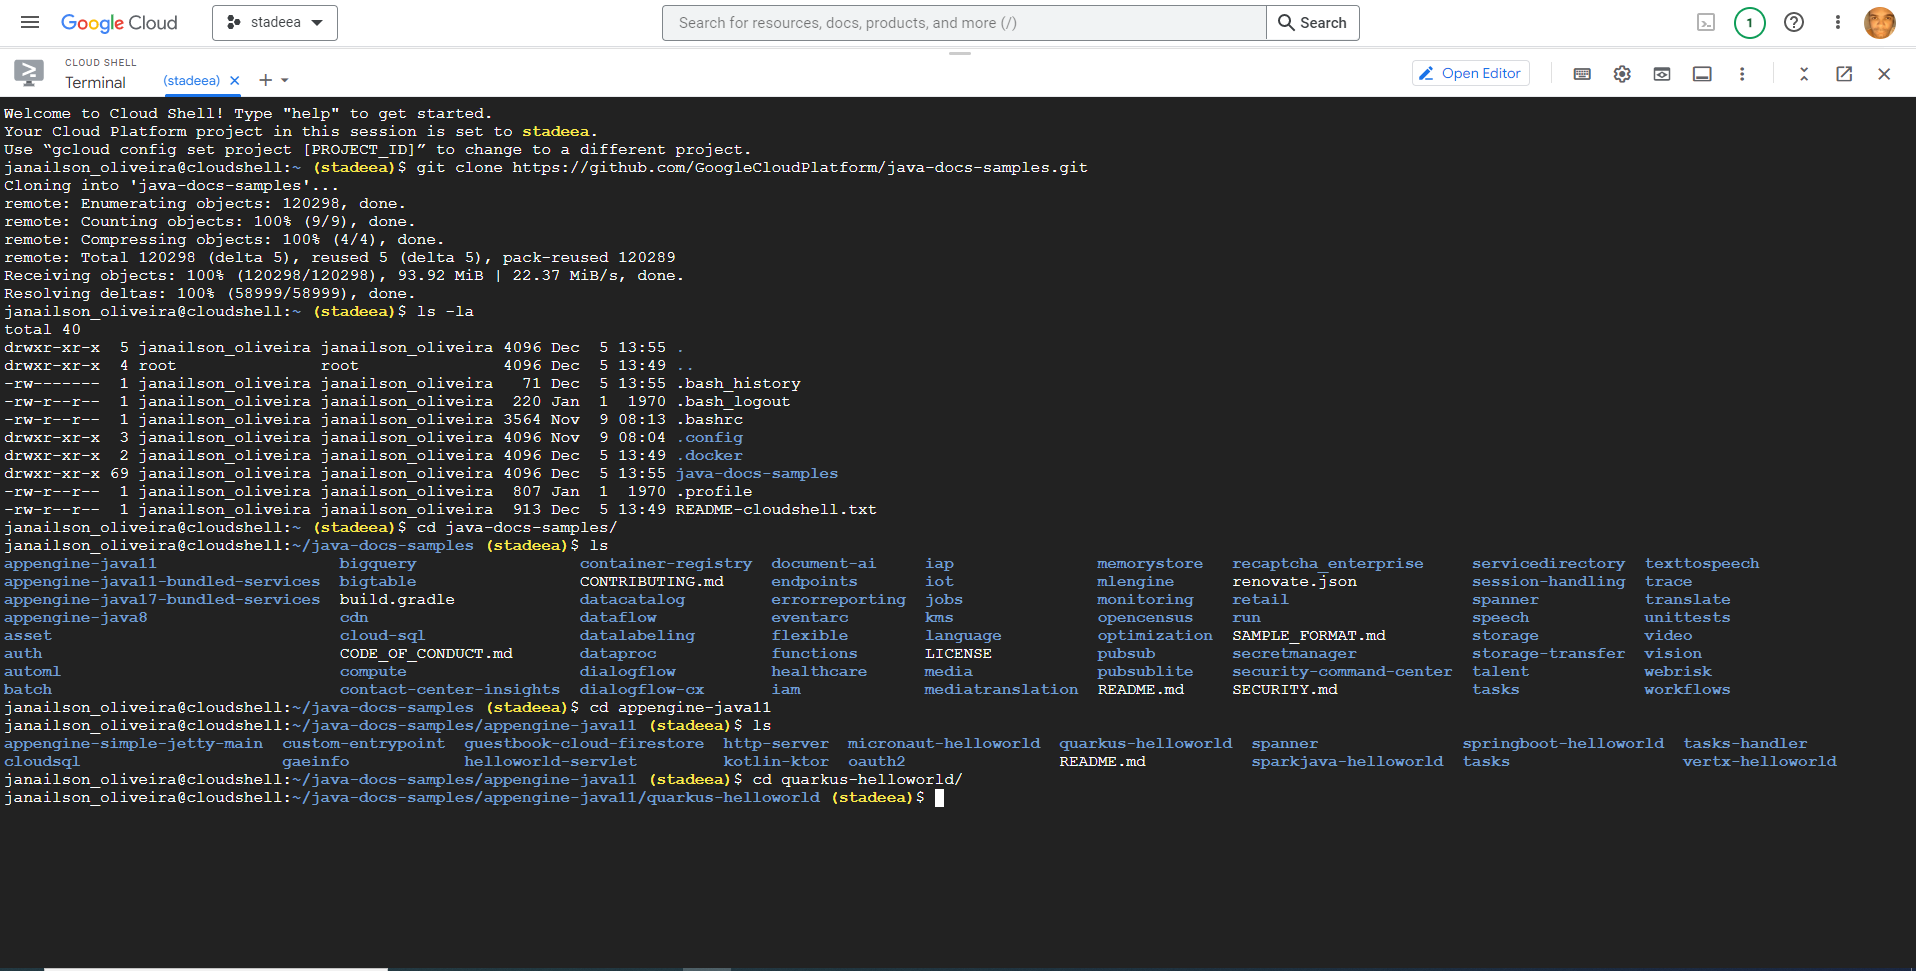 Google Cloud
stadeea
Search for resources, docs, products, and more (/)
Search
1
CLOUD SHELL
Terminal
(stadeea)
Open Editor
Welcome to Cloud Shell! Type "help" to get started.
Your Cloud Platform project in this session is set to stadeea.
Use “gcloud config set project [PROJECT_ID]” to change to a different project.
janailson_oliveira@cloudshell:~ (stadeea)$ git clone https://github.com/GoogleCloudPlatform/java-docs-samples.git
Cloning into 'java-docs-samples'...
remote: Enumerating objects: 120298, done.
remote: Counting objects: 100% (9/9), done.
remote: Compressing objects: 100% (4/4), done.
remote: Total 120298 (delta 5), reused 5 (delta 5), pack-reused 120289
Receiving objects: 100% (120298/120298), 93.92 MiB | 22.37 MiB/s, done.
Resolving deltas: 100% (58999/58999), done.
janailson_oliveira@cloudshell:~ (stadeea)$ ls -la
total 40
drwxr-xr-x  5 janailson_oliveira janailson_oliveira 4096 Dec  5 13:55 .
drwxr-xr-x  4 root               root               4096 Dec  5 13:49 ..
-rw-------  1 janailson_oliveira janailson_oliveira   71 Dec  5 13:55 .bash_history
-rw-r--r--  1 janailson_oliveira janailson_oliveira  220 Jan  1  1970 .bash_logout
-rw-r--r--  1 janailson_oliveira janailson_oliveira 3564 Nov  9 08:13 .bashrc
drwxr-xr-x  3 janailson_oliveira janailson_oliveira 4096 Nov  9 08:04 .config
drwxr-xr-x  2 janailson_oliveira janailson_oliveira 4096 Dec  5 13:49 .docker
drwxr-xr-x 69 janailson_oliveira janailson_oliveira 4096 Dec  5 13:55 java-docs-samples
-rw-r--r--  1 janailson_oliveira janailson_oliveira  807 Jan  1  1970 .profile
-rw-r--r--  1 janailson_oliveira janailson_oliveira  913 Dec  5 13:49 README-cloudshell.txt
janailson_oliveira@cloudshell:~ (stadeea)$ cd java-docs-samples/
janailson_oliveira@cloudshell:~/java-docs-samples (stadeea)$ ls
appengine-java11 bigquery container-registry document-ai iap memorystore recaptcha_enterprise servicedirectory texttospeech
appengine-java11-bundled-services bigtable CONTRIBUTING.md endpoints iot mlengine renovate.json session-handling trace
appengine-java17-bundled-services build.gradle datacatalog errorreporting jobs monitoring retail spanner translate
appengine-java8 cdn dataflow eventarc kms opencensus run speech unittests
asset cloud-sql datalabeling flexible language optimization SAMPLE_FORMAT.md storage video
auth CODE_OF_CONDUCT.md dataproc functions LICENSE pubsub secretmanager storage-transfer vision
automl compute dialogflow healthcare media pubsublite security-command-center talent webrisk
batch contact-center-insights dialogflow-cx iam mediatranslation README.md SECURITY.md tasks workflows
janailson_oliveira@cloudshell:~/java-docs-samples (stadeea)$ cd appengine-java11
janailson_oliveira@cloudshell:~/java-docs-samples/appengine-java11 (stadeea)$ ls
appengine-simple-jetty-main custom-entrypoint guestbook-cloud-firestore http-server micronaut-helloworld quarkus-helloworld spanner springboot-helloworld tasks-handler
cloudsql gaeinfo helloworld-servlet kotlin-ktor oauth2 README.md sparkjava-helloworld tasks vertx-helloworld
janailson_oliveira@cloudshell:~/java-docs-samples/appengine-java11 (stadeea)$ cd quarkus-helloworld/
janailson_oliveira@cloudshell:~/java-docs-samples/appengine-java11/quarkus-helloworld (stadeea)$